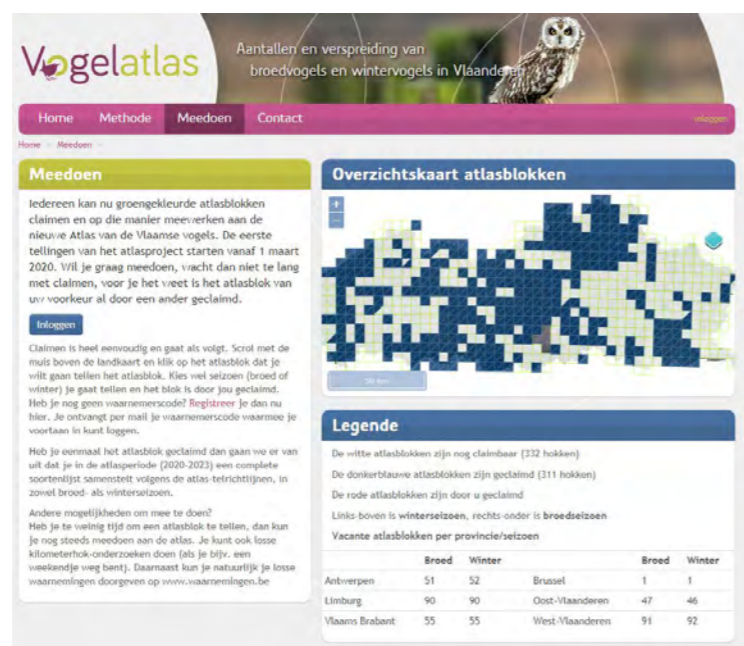 Vogelatlas
Aantallen en verspreiding van
broedvogels en wintervogels in Vlaanderen
Home Methode Meedoen Contact
inloggen
Home » Meedoen »
Meedoen
Iedereen kan nu groengekleurde atlasblokken
claimen en op die manier meewerken aan de
nieuwe Atlas van de Vlaamse vogels. De eerste
tellingen van het atlasproject starten vanaf 1 maart
2020. Wil je graag meedoen, wacht dan niet te lang
met claimen, voor je het weet is het atlasblok van
uw voorkeur al door een ander geclaimd.
Inloggen
Claimen is heel eenvoudig en gaat als volgt. Scrol met de
muis boven de landkaart en klik op het atlasblok dat je
wilt gaan tellen het atlasblok. Kies wel seizoen (broed of
winter) je gaat tellen en het blok is door jou geclaimd.
Heb je nog geen waarnemerscode? Registreer je dan nu
hier. Je ontvangt per mail je waarnemerscode waarmee je
voortaan in kunt loggen.
Heb je eenmaal het atlasblok geclaimd dan gaan we er van
uit dat je in de atlasperiode (2020-2023) een complete
soortenlijst samenstelt volgens de atlas-telrichtlijnen, in
zowel broed- als winterseizoen.
Andere mogelijkheden om mee te doen?
Heb je te weinig tijd om een atlasblok te tellen, dan kun
je nog steeds meedoen aan de atlas. Je kunt ook losse
kilometerhok-onderzoeken doen (als je bijv. een
weekendje weg bent). Daarnaast kun je natuurlijk je losse
waarnemingen doorgeven op www.waarnemingen.be
Overzichtskaart atlasblokken
+
−
Legende
De witte atlasblokken zijn nog claimbaar (332 hokken)
De donkerblauwe atlasblokken zijn geclaimd (311 hokken)
De rode atlasblokken zijn door u geclaimd
Links-boven is winterseizoen, rechts-onder is broedseizoen
Vacante atlasblokken per provincie/seizoen
Broed Winter Broed Winter
Antwerpen 51 52 Brussel 1 1
Limburg 90 90 Oost-Vlaanderen 47 46
Vlaams Brabant 55 55 West-Vlaanderen 91 92